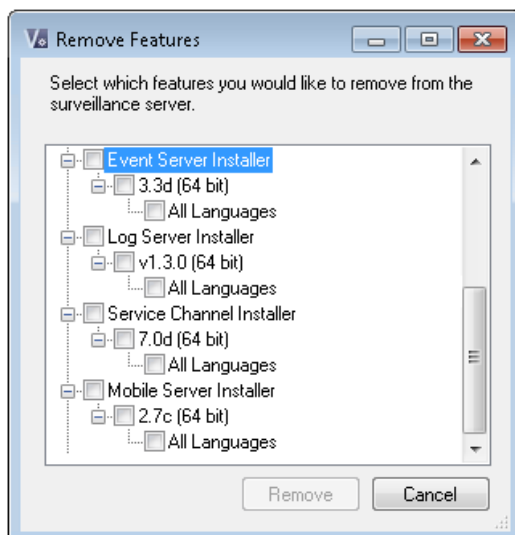 Remove Features
Select which features you would like to remove from the
surveillance server.
Event Server Installer
3.3d (64 bit)
All Languages
Log Server Installer
v1.3.0 (64 bit)
All Languages
Service Channel Installer
7.0d (64 bit)
All Languages
Mobile Server Installer
2.7c (64 bit)
All Languages
Remove
Cancel